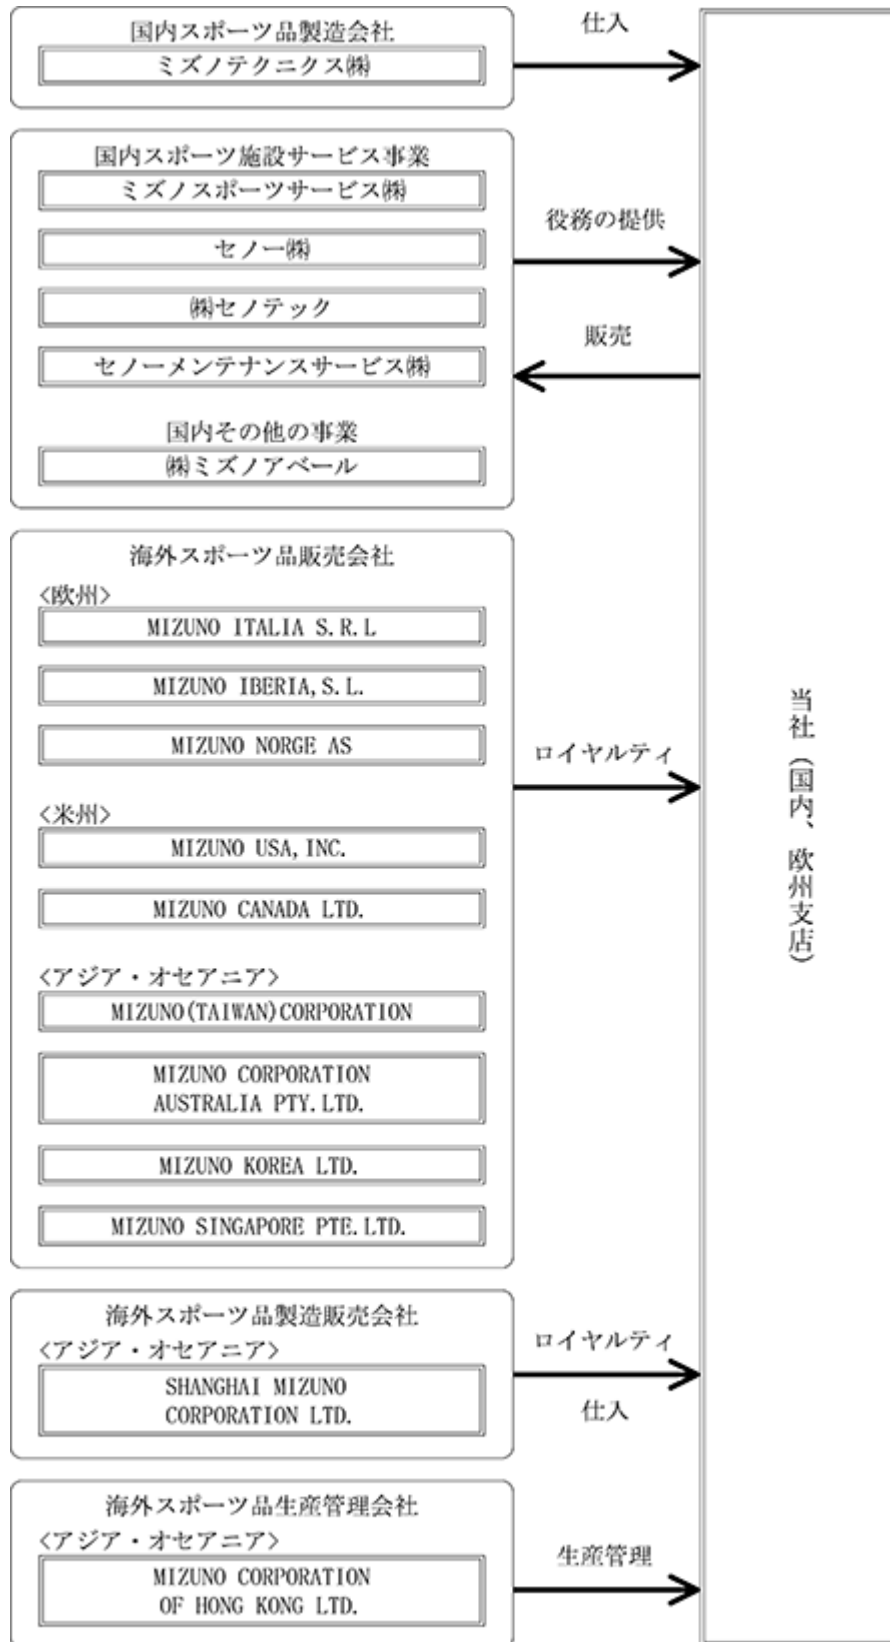 国内スポーツ品製造会社
ミズノテクニクス㈱
仕入
国内スポーツ施設サービス事業
ミズノスポーツサービス㈱
セノー㈱
㈱セノテック
セノーメンテナンスサービス㈱
役務の提供
販売
国内その他の事業
㈱ミズノアベール
海外スポーツ品販売会社
<欧州>
MIZUNO ITALIA S.R.L
MIZUNO IBERIA,S.L.
MIZUNO NORGE AS
<米州>
MIZUNO USA,INC.
MIZUNO CANADA LTD.
<アジア・オセアニア>
MIZUNO(TAIWAN)CORPORATION
MIZUNO CORPORATION
AUSTRALIA PTY.LTD.
MIZUNO KOREA LTD.
MIZUNO SINGAPORE PTE.LTD.
ロイヤルティ
海外スポーツ品製造販売会社
<アジア・オセアニア>
SHANGHAI MIZUNO
CORPORATION LTD.
ロイヤルティ
仕入
海外スポーツ品生産管理会社
<アジア・オセアニア>
MIZUNO CORPORATION
OF HONG KONG LTD.
生産管理
当社（国内、欧州支店）